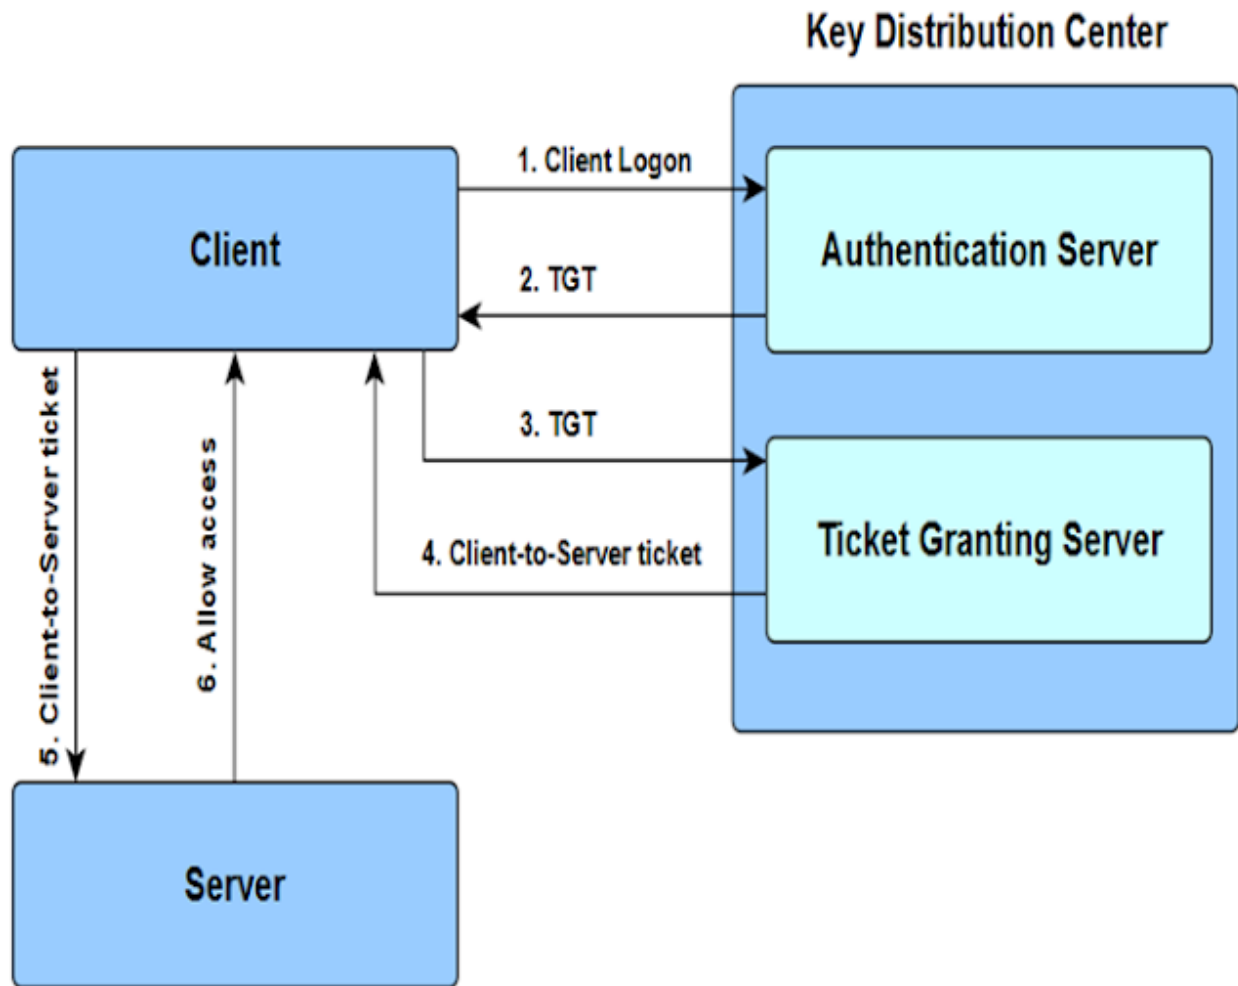 Key Distribution Center
1. Client Logon
Client
Authentication Server
2. TGT
3. TGT
4. Client-to-Server ticket
Ticket Granting Server
5. Client-to-Server ticket
6. Allow access
Server